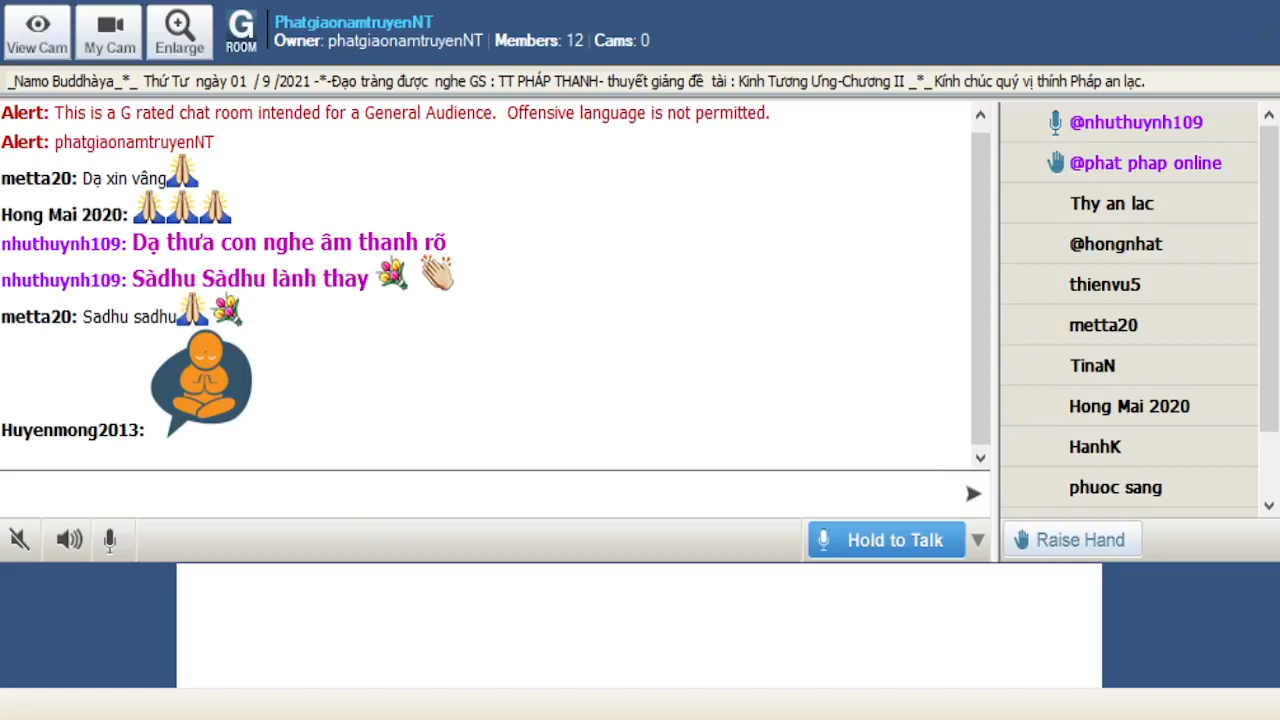 View Cam
My Cam
Enlarge
G
ROOM
PhatgiaonamtruyenNT
Owner: phatgiaonamtruyenNT | Members: 12 | Cams: 0
_Namo Buddhàya_*_ Thứ Tư ngày 01 / 9 /2021 -*-Đạo tràng được nghe GS : TT PHÁP THANH- thuyết giảng đề tài : Kinh Tương Ưng-Chương II _*_Kính chúc quý vị thính Pháp an lạc.
Alert: This is a G rated chat room intended for a General Audience. Offensive language is not permitted.
Alert: phatgiaonamtruyenNT
metta20: Dạ xin vâng
Hong Mai 2020:
nhuthuynh109: Dạ thưa con nghe âm thanh rõ
nhuthuynh109: Sàdhu Sàdhu lành thay
metta20: Sadhu sadhu
Huyenmong2013:
@nhuthuynh109
@phat phap online
Thy an lac
@hongnhat
thienvu5
metta20
TinaN
Hong Mai 2020
HanhK
phuoc sang
Hold to Talk
Raise Hand